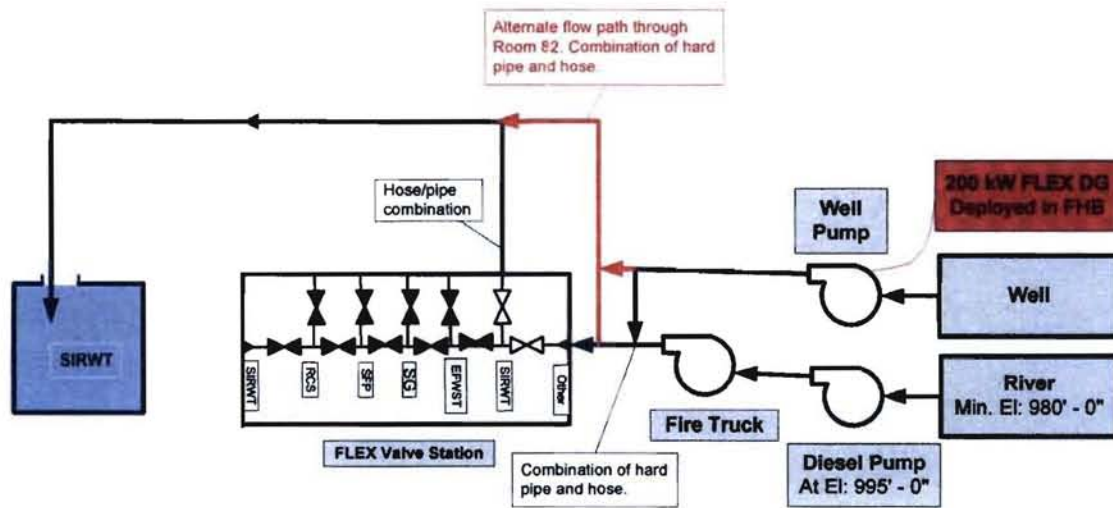 Alternate flow path through
Room 82. Combination of hard
pipe and hose.
Hose/pipe
combination
200 kW FLEX DG
Deployed in FHB
Well
Pump
Well
SIRWT
SIRWT
RCS
SFP
S/G
EFWST
SIRWT
Other
River
Min. El: 980' - 0"
Fire Truck
FLEX Valve Station
Combination of hard
pipe and hose.
Diesel Pump
At El: 995' - 0"